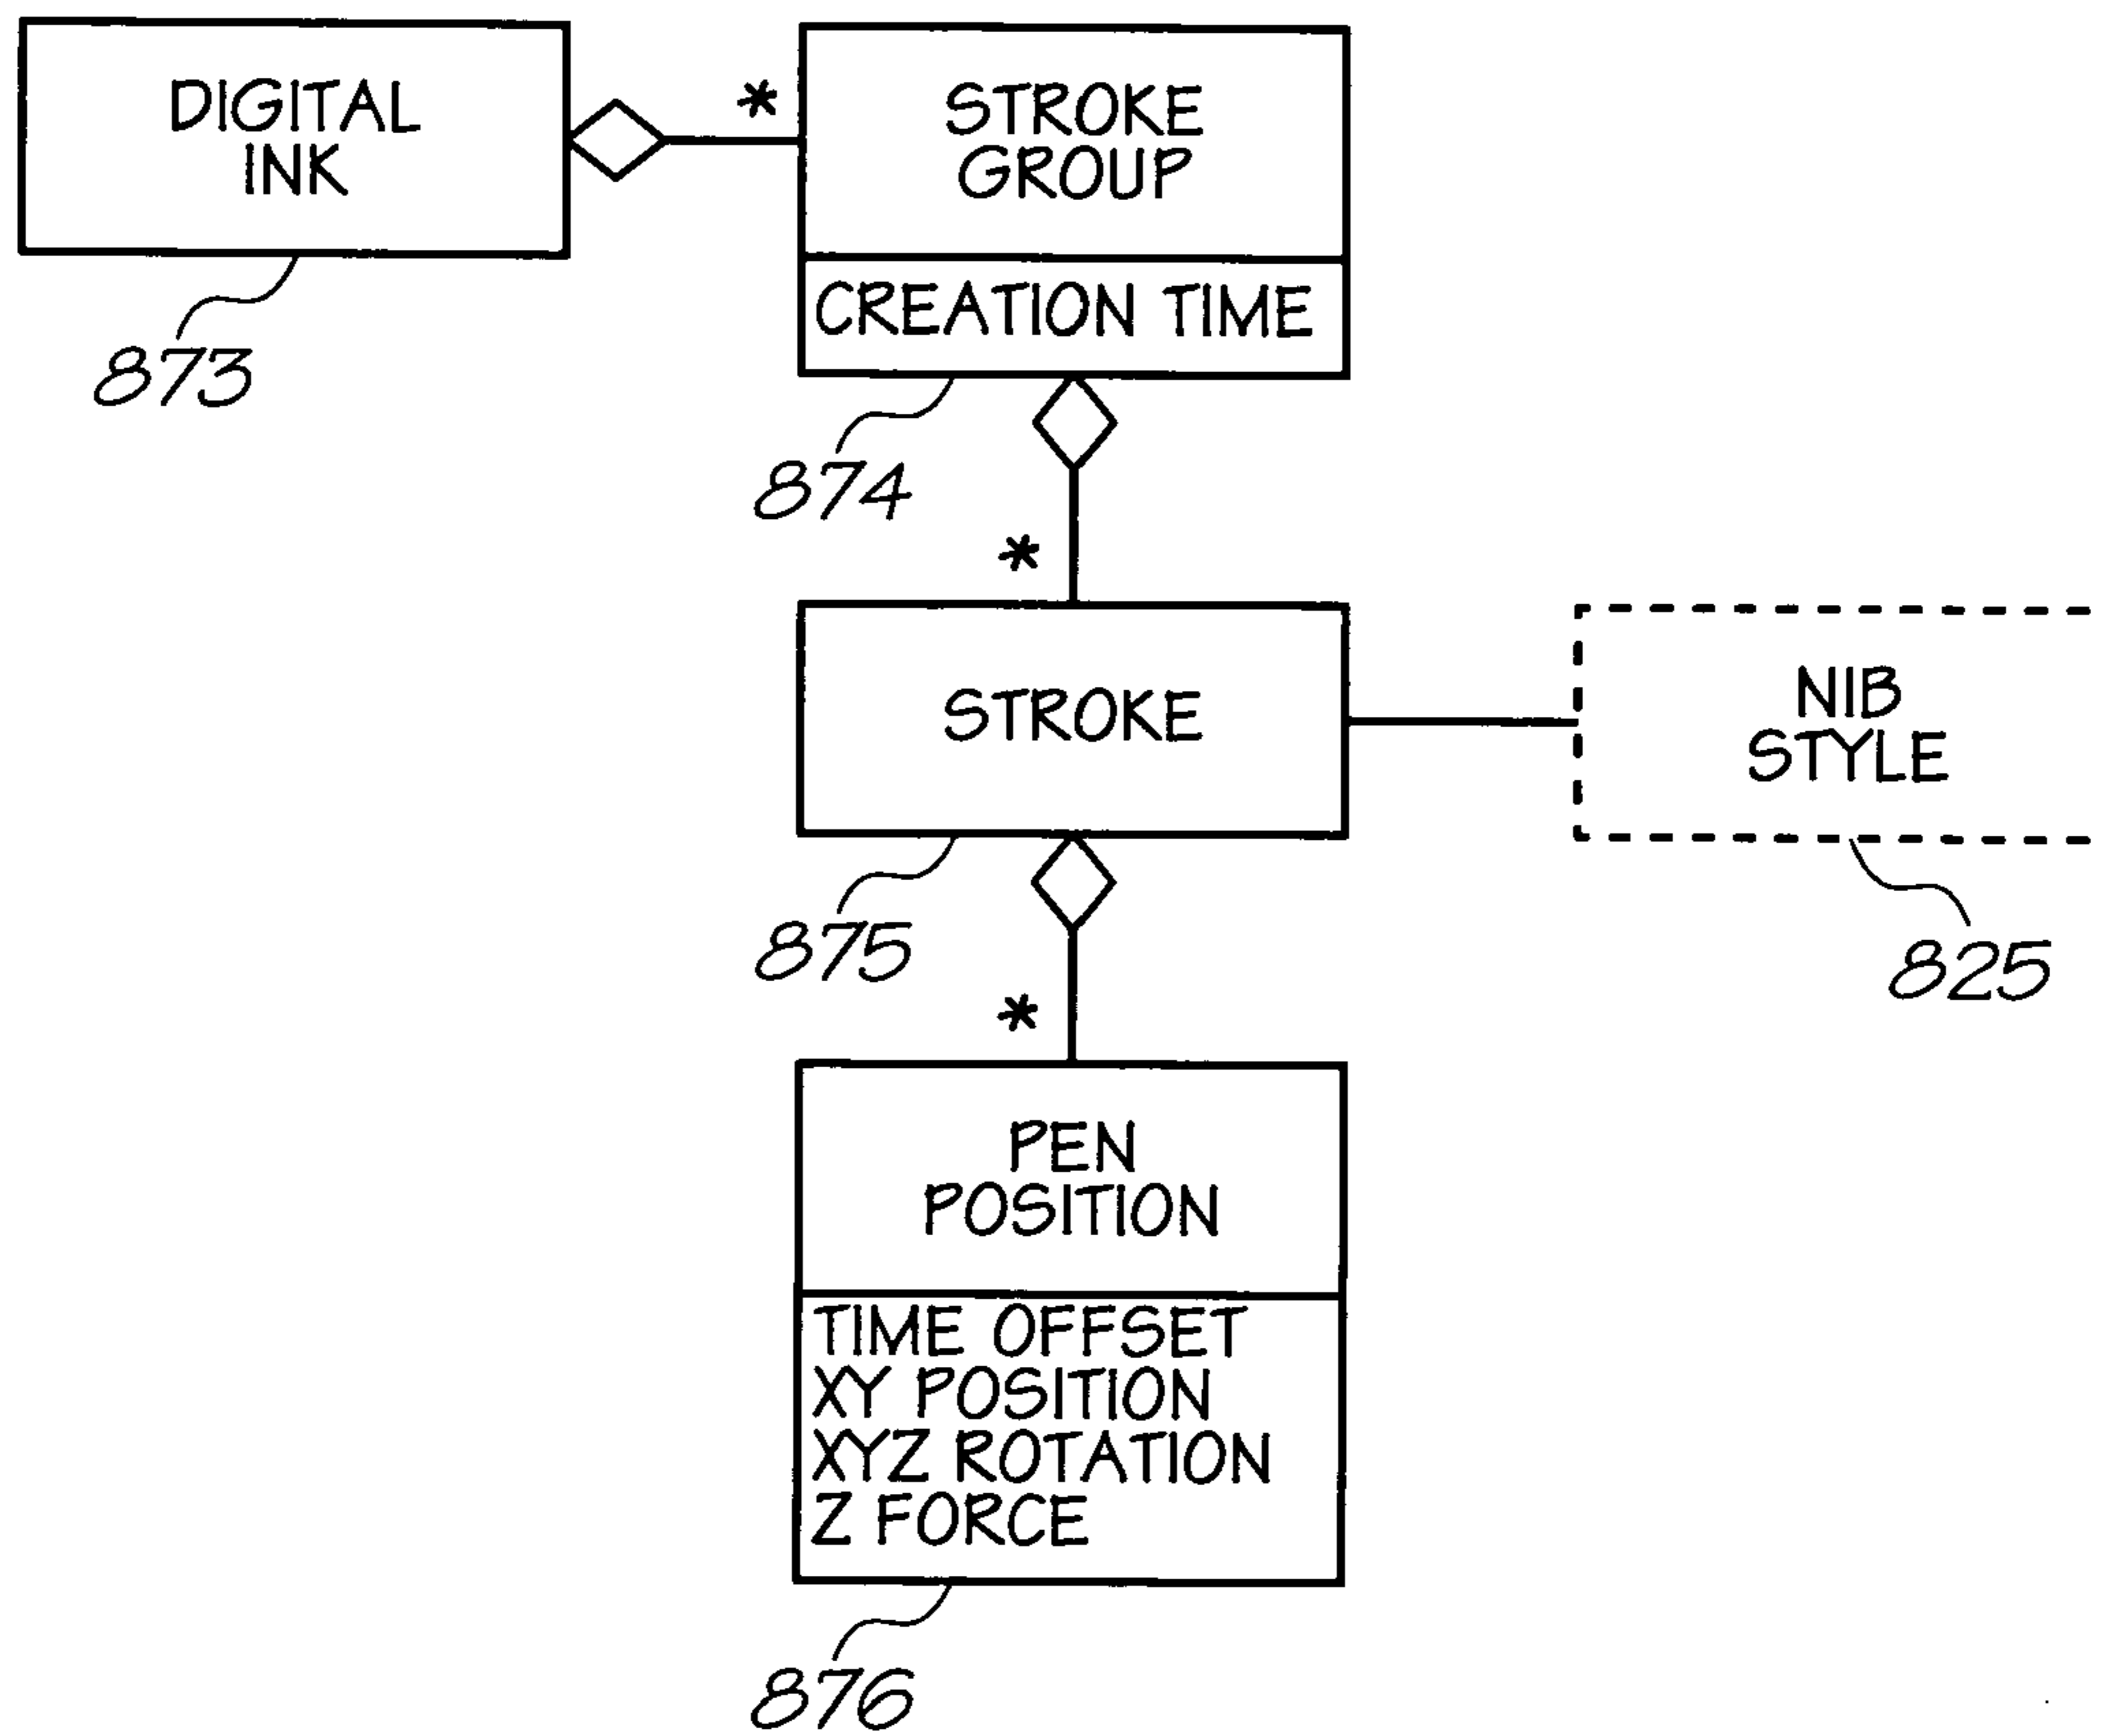 DIGITAL
INK
*
STROKE
GROUP
CREATION TIME
873
874
*
STROKE
NIB
STYLE
875
825
*
PEN
POSITION
TIME OFFSET
XY POSITION
XYZ ROTATION
Z FORCE
876